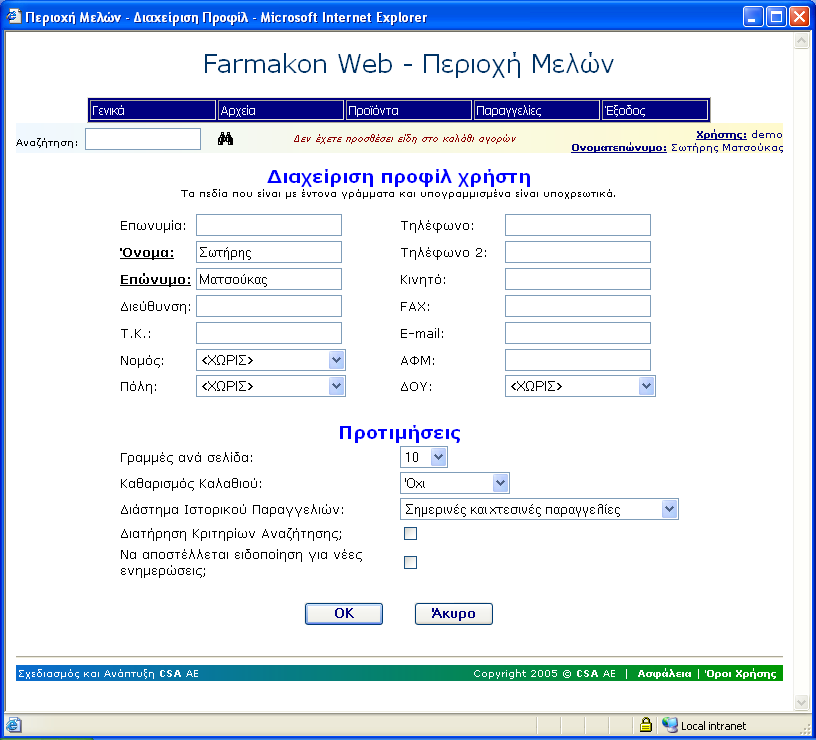 Περιοχή Μελών - Διαχείριση Προφίλ - Microsoft Internet Explorer
Farmakon Web - Περιοχή Μελών
Γενικά Αρχεία Προϊόντα Παραγγελίες Έξοδος
Αναζήτηση: Δεν έχετε προσθέσει είδη στο καλάθι αγορών Χρήστης: demo
Ονοματεπώνυμο: Σωτήρης Ματσούκας
Διαχείριση προφίλ χρήστη
Τα πεδία που είναι με έντονα γράμματα και υπογραμμισμένα είναι υποχρεωτικά.
Επωνυμία: Τηλέφωνο:
Όνομα: Σωτήρης Τηλέφωνο 2:
Επώνυμο: Ματσούκας Κινητό:
Διεύθυνση: FAX:
Τ.Κ.: E-mail:
Νομός: <ΧΩΡΙΣ> ΑΦΜ:
Πόλη: <ΧΩΡΙΣ> ΔΟΥ: <ΧΩΡΙΣ>
Προτιμήσεις
Γραμμές ανά σελίδα: 10
Καθαρισμός Καλαθιού: Όχι
Διάστημα Ιστορικού Παραγγελιών: Σημερινές και χτεσινές παραγγελίες
Διατήρηση Κριτηρίων Αναζήτησης;
Να αποστέλλεται ειδοποίηση για νέες
ενημερώσεις;
OK Άκυρο
Σχεδιασμός και Ανάπτυξη CSA AE Copyright 2005 © CSA AE | Ασφάλεια | Όροι Χρήσης
Local intranet